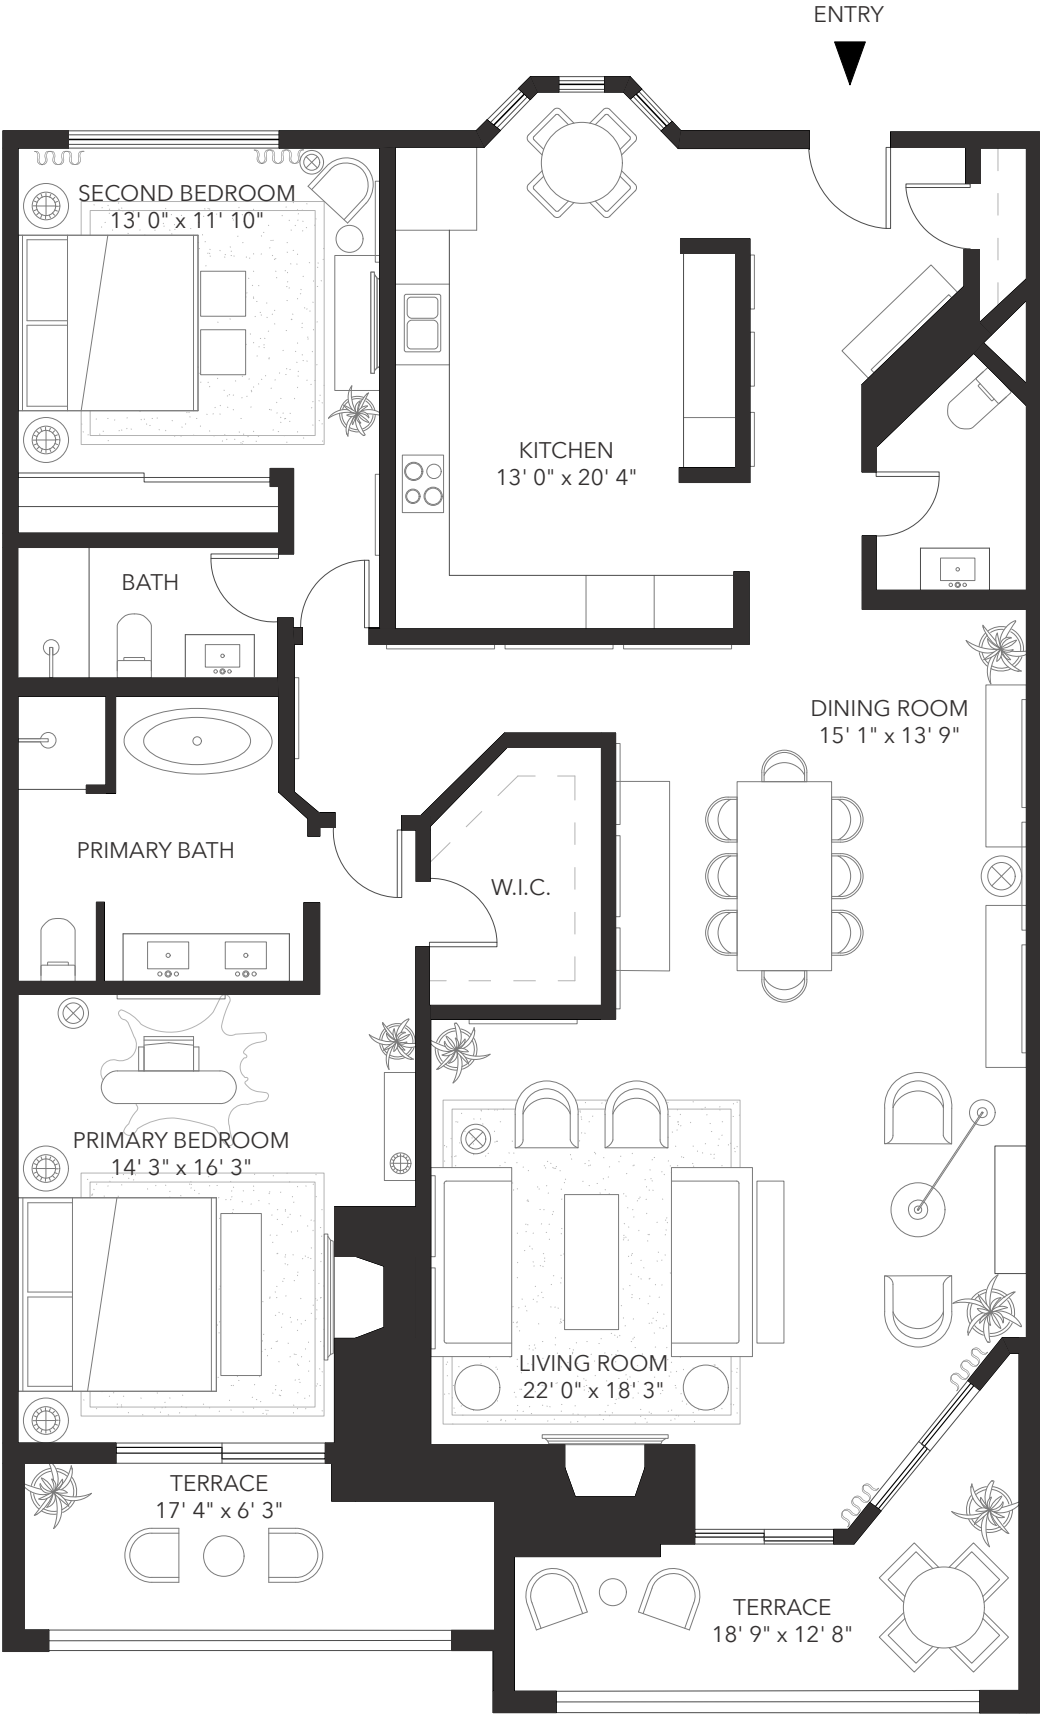 ENTRY
SECOND BEDROOM
13' 0" x 11' 10"
KITCHEN
13' 0" x 20' 4"
BATH
DINING ROOM
15' 1" x 13' 9"
PRIMARY BATH
W.I.C.
PRIMARY BEDROOM
14' 3" x 16' 3"
LIVING ROOM
22' 0" x 18' 3"
TERRACE
17' 4" x 6' 3"
TERRACE
18' 9" x 12' 8"